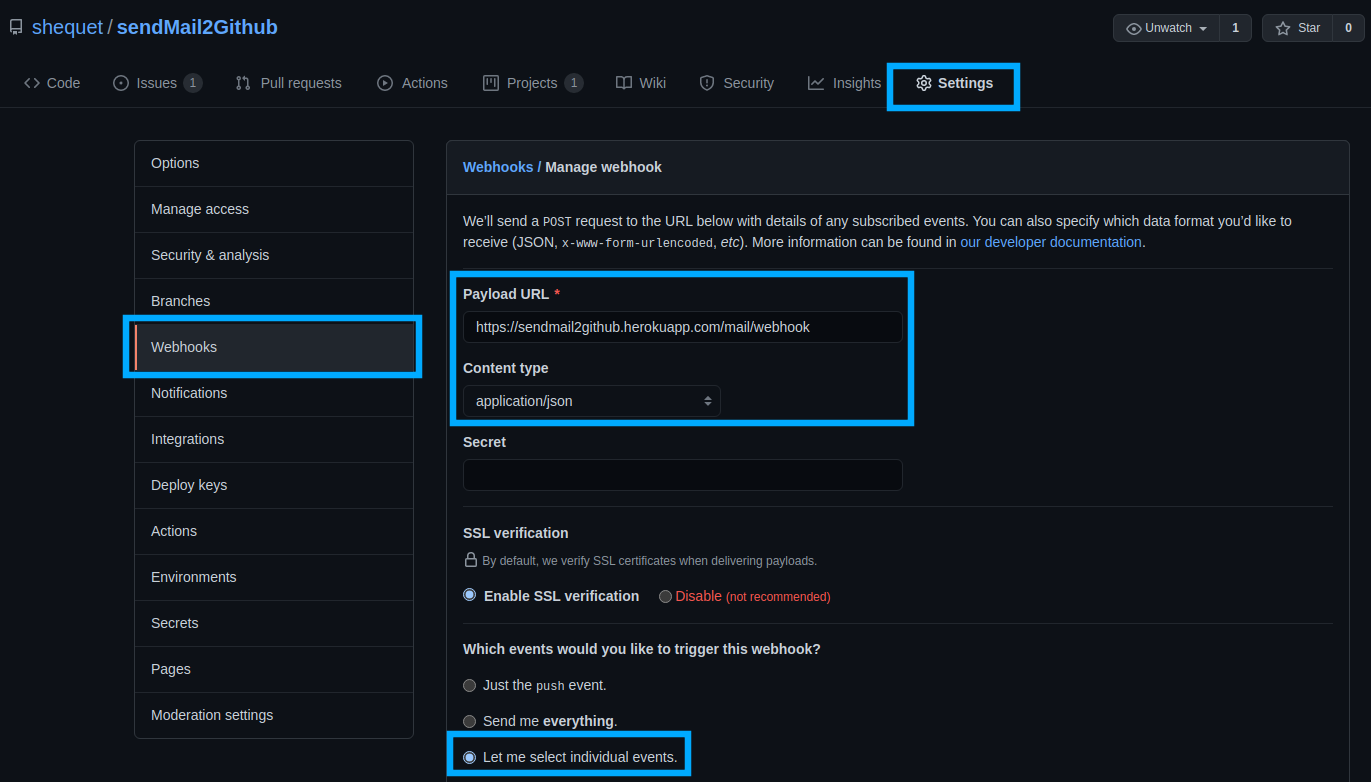 shequet / sendMail2Github
Unwatch 1
Star 0
Code
Issues 1
Pull requests
Actions
Projects 1
Wiki
Security
Insights
Settings
Options
Manage access
Security & analysis
Branches
Webhooks
Notifications
Integrations
Deploy keys
Actions
Environments
Secrets
Pages
Moderation settings
Webhooks / Manage webhook
We'll send a POST request to the URL below with details of any subscribed events. You can also specify which data format you'd like to
receive (JSON, x-www-form-urlencoded, etc). More information can be found in our developer documentation.
Payload URL *
https://sendmail2github.herokuapp.com/mail/webhook
Content type
application/json
Secret
SSL verification
By default, we verify SSL certificates when delivering payloads.
Enable SSL verification Disable (not recommended)
Which events would you like to trigger this webhook?
Just the push event.
Send me everything.
Let me select individual events.